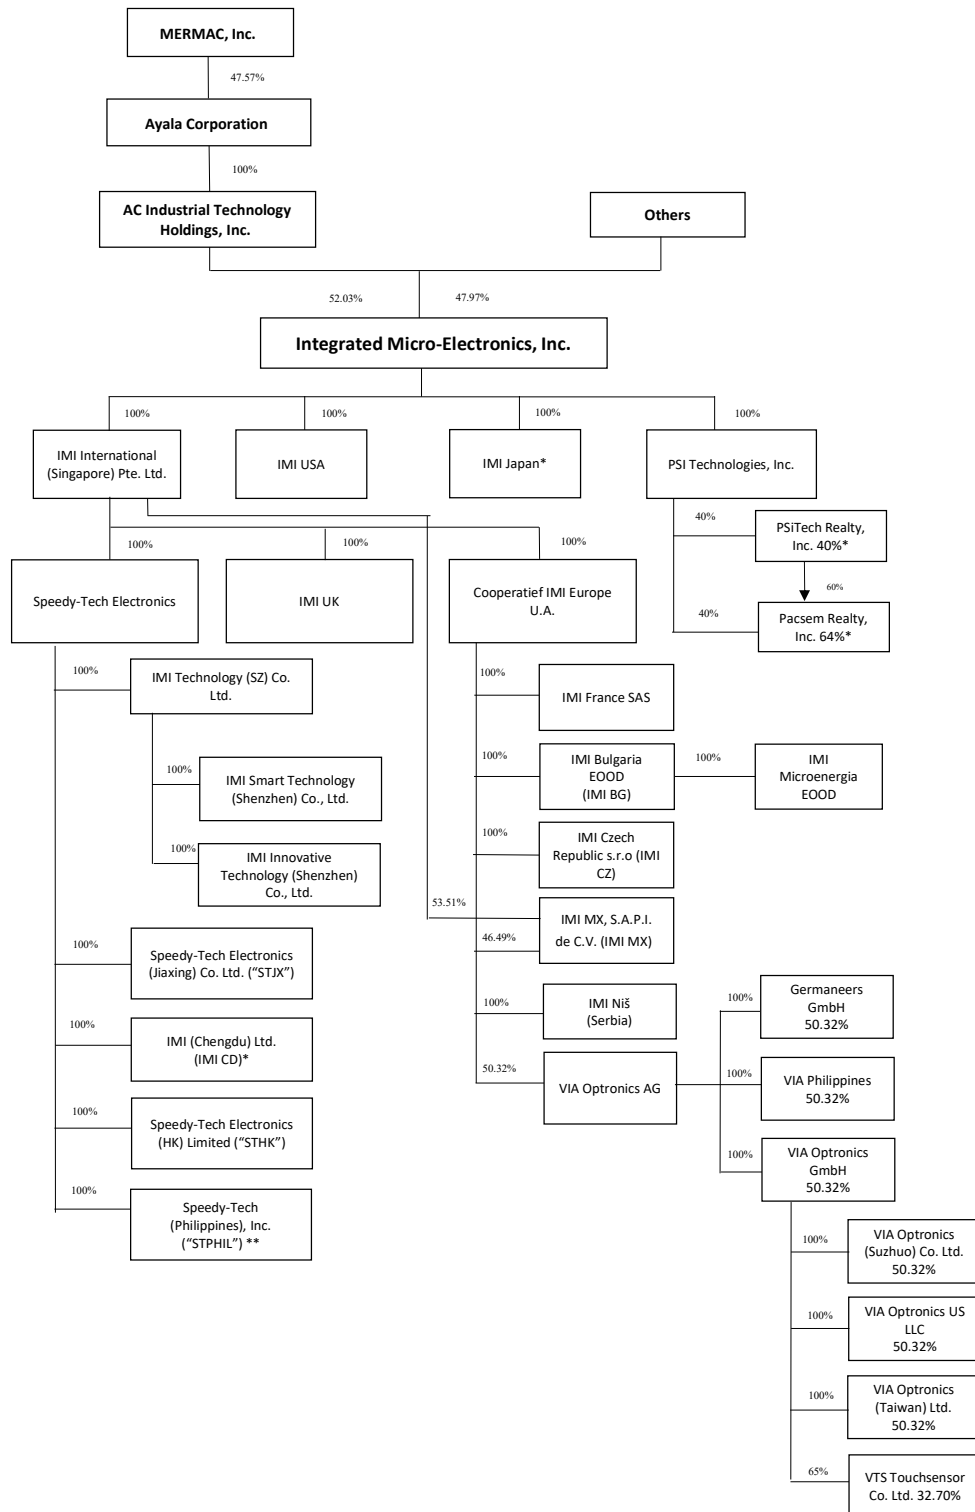 MERMAC, Inc.
47.57%
Ayala Corporation
100%
AC Industrial Technology
Holdings, Inc.
Others
52.03%
47.97%
Integrated Micro-Electronics, Inc.
100%
100%
100%
100%
IMI International
(Singapore) Pte. Ltd.
IMI USA
IMI Japan*
PSI Technologies, Inc.
40%
PSiTech Realty,
Inc. 40%*
60%
40%
Pacsem Realty,
Inc. 64%*
100%
100%
100%
Speedy-Tech Electronics
IMI UK
Cooperatief IMI Europe
U.A.
100%
IMI Technology (SZ) Co.
Ltd.
100%
IMI Smart Technology
(Shenzhen) Co., Ltd.
100%
IMI Innovative
Technology (Shenzhen)
Co., Ltd.
100%
Speedy-Tech Electronics
(Jiaxing) Co. Ltd. (“STJX”)
100%
IMI (Chengdu) Ltd.
(IMI CD)*
100%
Speedy-Tech Electronics
(HK) Limited (“STHK”)
100%
Speedy-Tech
(Philippines), Inc.
(“STPHIL”) **
100%
IMI France SAS
100%
IMI Bulgaria
EOOD
(IMI BG)
100%
IMI
Microenergia
EOOD
100%
IMI Czech
Republic s.r.o (IMI
CZ)
53.51%
46.49%
IMI MX, S.A.P.I.
de C.V. (IMI MX)
100%
IMI Niš
(Serbia)
50.32%
VIA Optronics AG
100%
Germaneers
GmbH
50.32%
100%
VIA Philippines
50.32%
100%
VIA Optronics
GmbH
50.32%
100%
VIA Optronics
(Suzhuo) Co. Ltd.
50.32%
100%
VIA Optronics US
LLC
50.32%
100%
VIA Optronics
(Taiwan) Ltd.
50.32%
65%
VTS Touchsensor
Co. Ltd. 32.70%